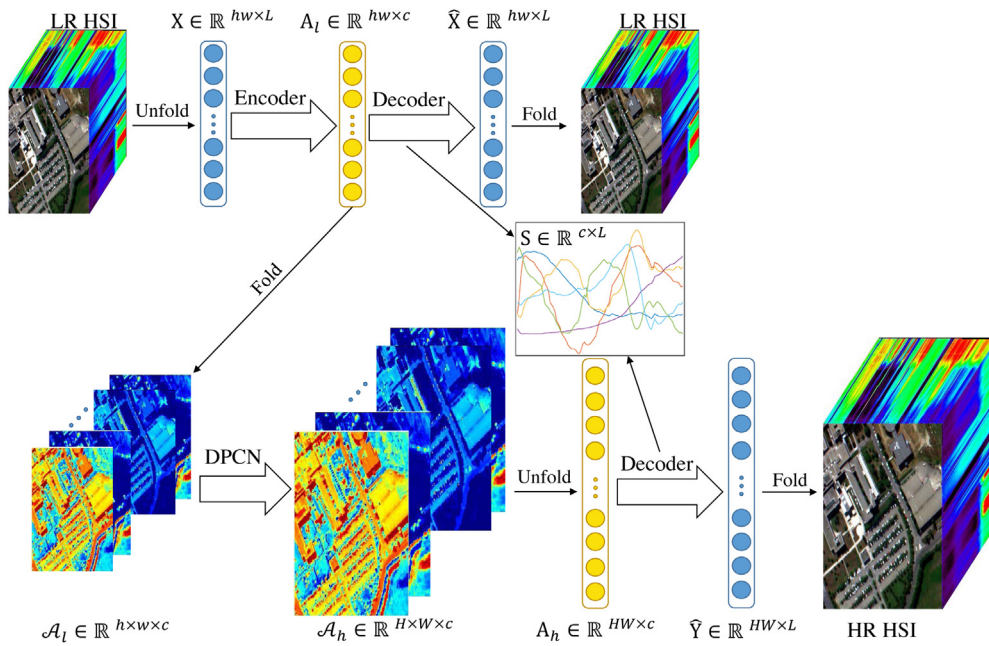 LR HSI
X ∈ ℝ hw×L
A_l ∈ ℝ hw×c
X̂ ∈ ℝ hw×L
LR HSI
Unfold
Encoder
Decoder
Fold
S ∈ ℝ c×L
Fold
DPCN
Unfold
Decoder
Fold
𝒜_l ∈ ℝ h×w×c
𝒜_h ∈ ℝ H×W×c
A_h ∈ ℝ HW×c
Ŷ ∈ ℝ HW×L
HR HSI